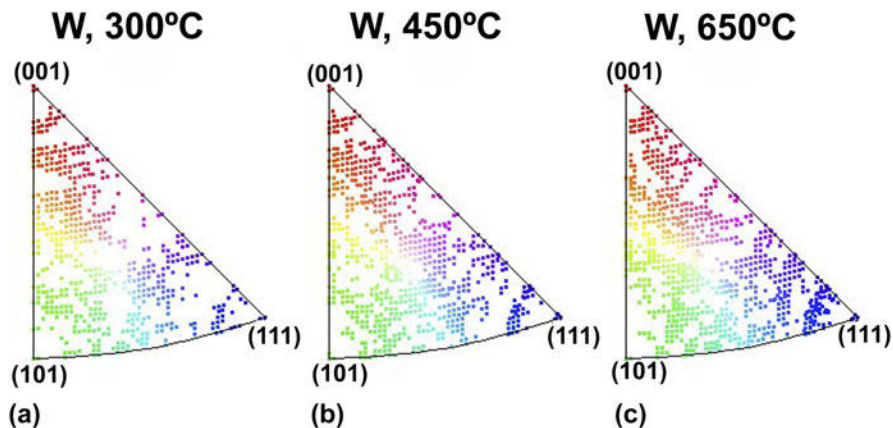 W, 300ºC W, 450ºC W, 650ºC
(001) (001) (001)
(111) (111) (111)
(101) (101) (101)
(a) (b) (c)